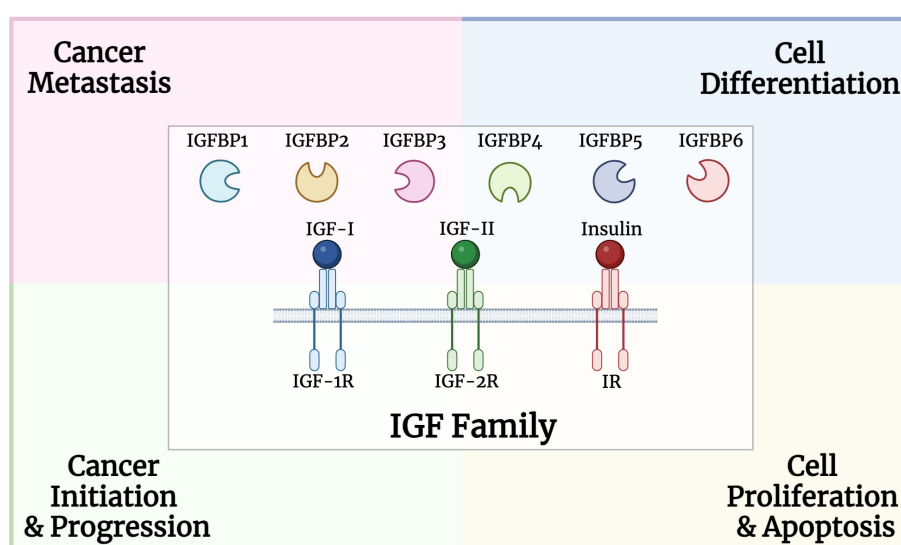 Cancer
Metastasis
Cell
Differentiation
IGFBP1
IGFBP2
IGFBP3
IGFBP4
IGFBP5
IGFBP6
IGF-I
IGF-II
Insulin
IGF-1R
IGF-2R
IR
IGF Family
Cancer
Initiation
& Progression
Cell
Proliferation
& Apoptosis